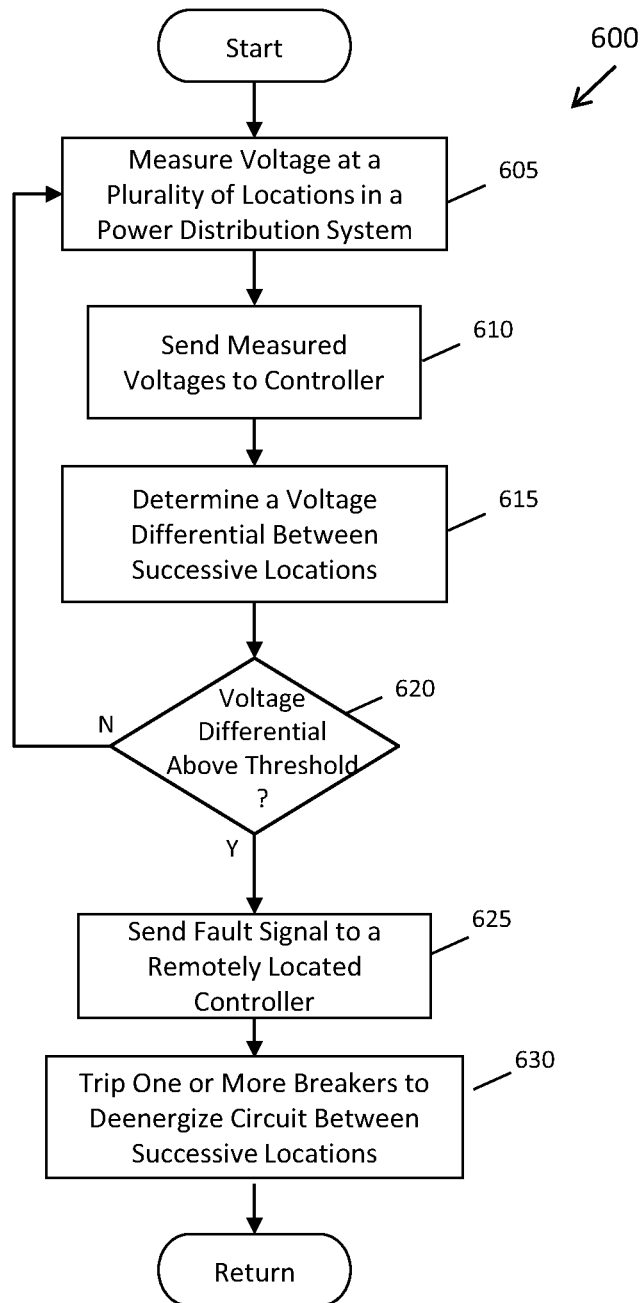 Start
600
Measure Voltage at a
Plurality of Locations in a
Power Distribution System
605
Send Measured
Voltages to Controller
610
Determine a Voltage
Differential Between
Successive Locations
615
Voltage
Differential
Above Threshold
?
620
N
Y
Send Fault Signal to a
Remotely Located
Controller
625
Trip One or More Breakers to
Deenergize Circuit Between
Successive Locations
630
Return